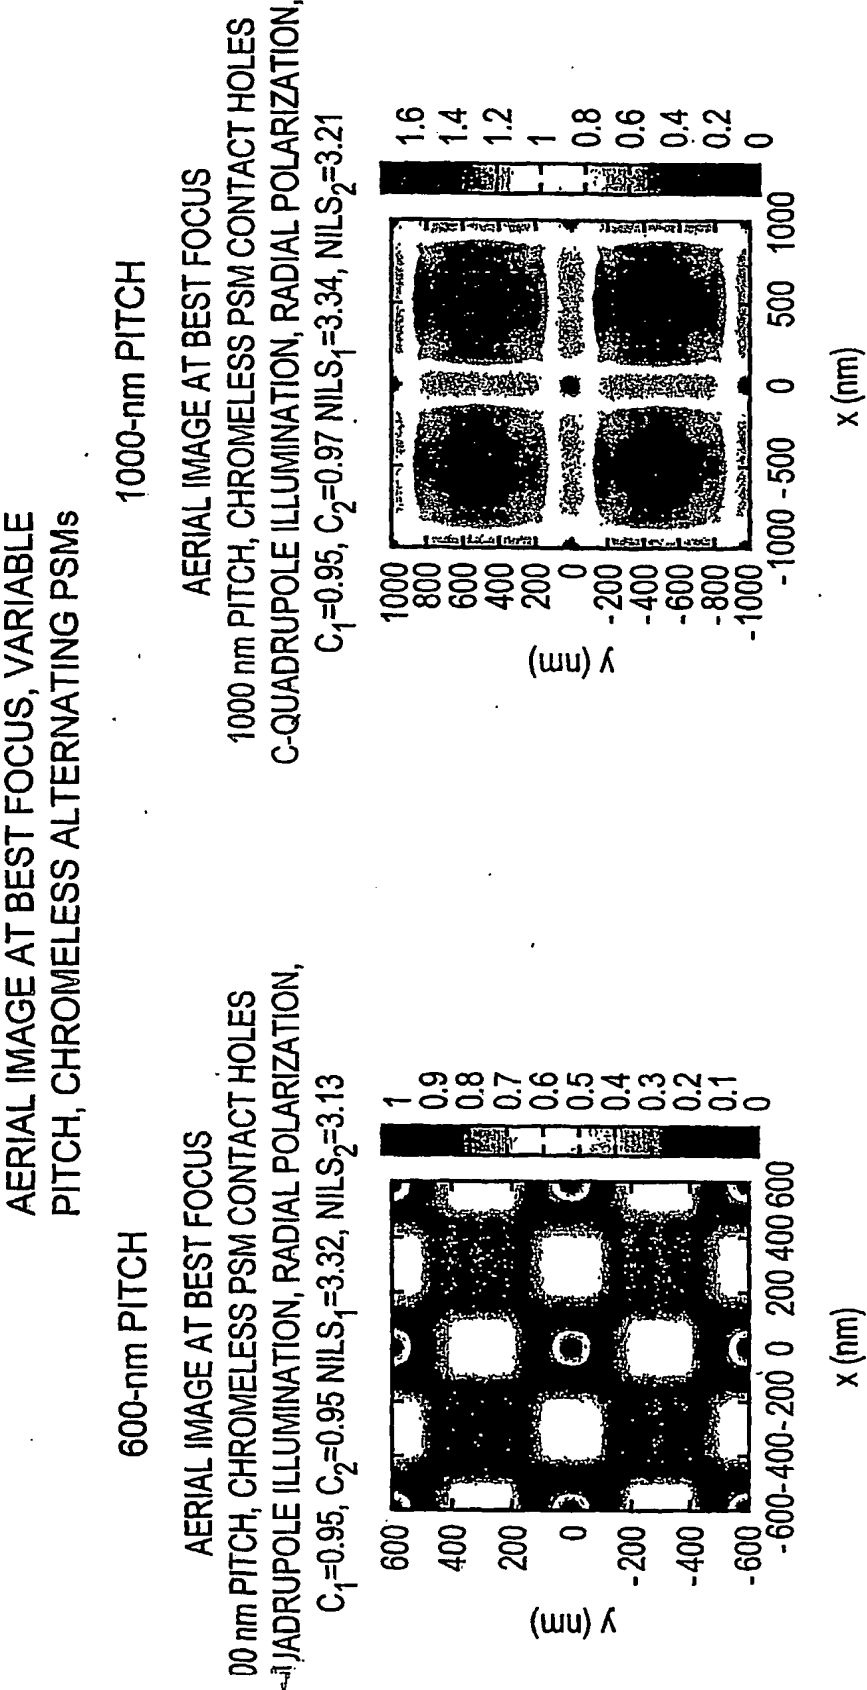 AERIAL IMAGE AT BEST FOCUS, VARIABLE
PITCH, CHROMELESS ALTERNATING PSMs
600-nm PITCH
AERIAL IMAGE AT BEST FOCUS
00 nm PITCH, CHROMELESS PSM CONTACT HOLES
JADRUPOLE ILLUMINATION, RADIAL POLARIZATION,
C1=0.95, C2=0.95 NILS1=3.32, NILS2=3.13
y (nm)
600
400
200
0
-200
-400
-600
-600-400-200 0 200 400 600
x (nm)
1
0.9
0.8
0.7
0.6
0.5
0.4
0.3
0.2
0.1
0
1000-nm PITCH
AERIAL IMAGE AT BEST FOCUS
1000 nm PITCH, CHROMELESS PSM CONTACT HOLES
C-QUADRUPOLE ILLUMINATION, RADIAL POLARIZATION,
C1=0.95, C2=0.97 NILS1=3.34, NILS2=3.21
y (nm)
1000
800
600
400
200
0
-200
-400
-600
-800
-1000
-1000 -500 0 500 1000
x (nm)
1.6
1.4
1.2
1
0.8
0.6
0.4
0.2
0